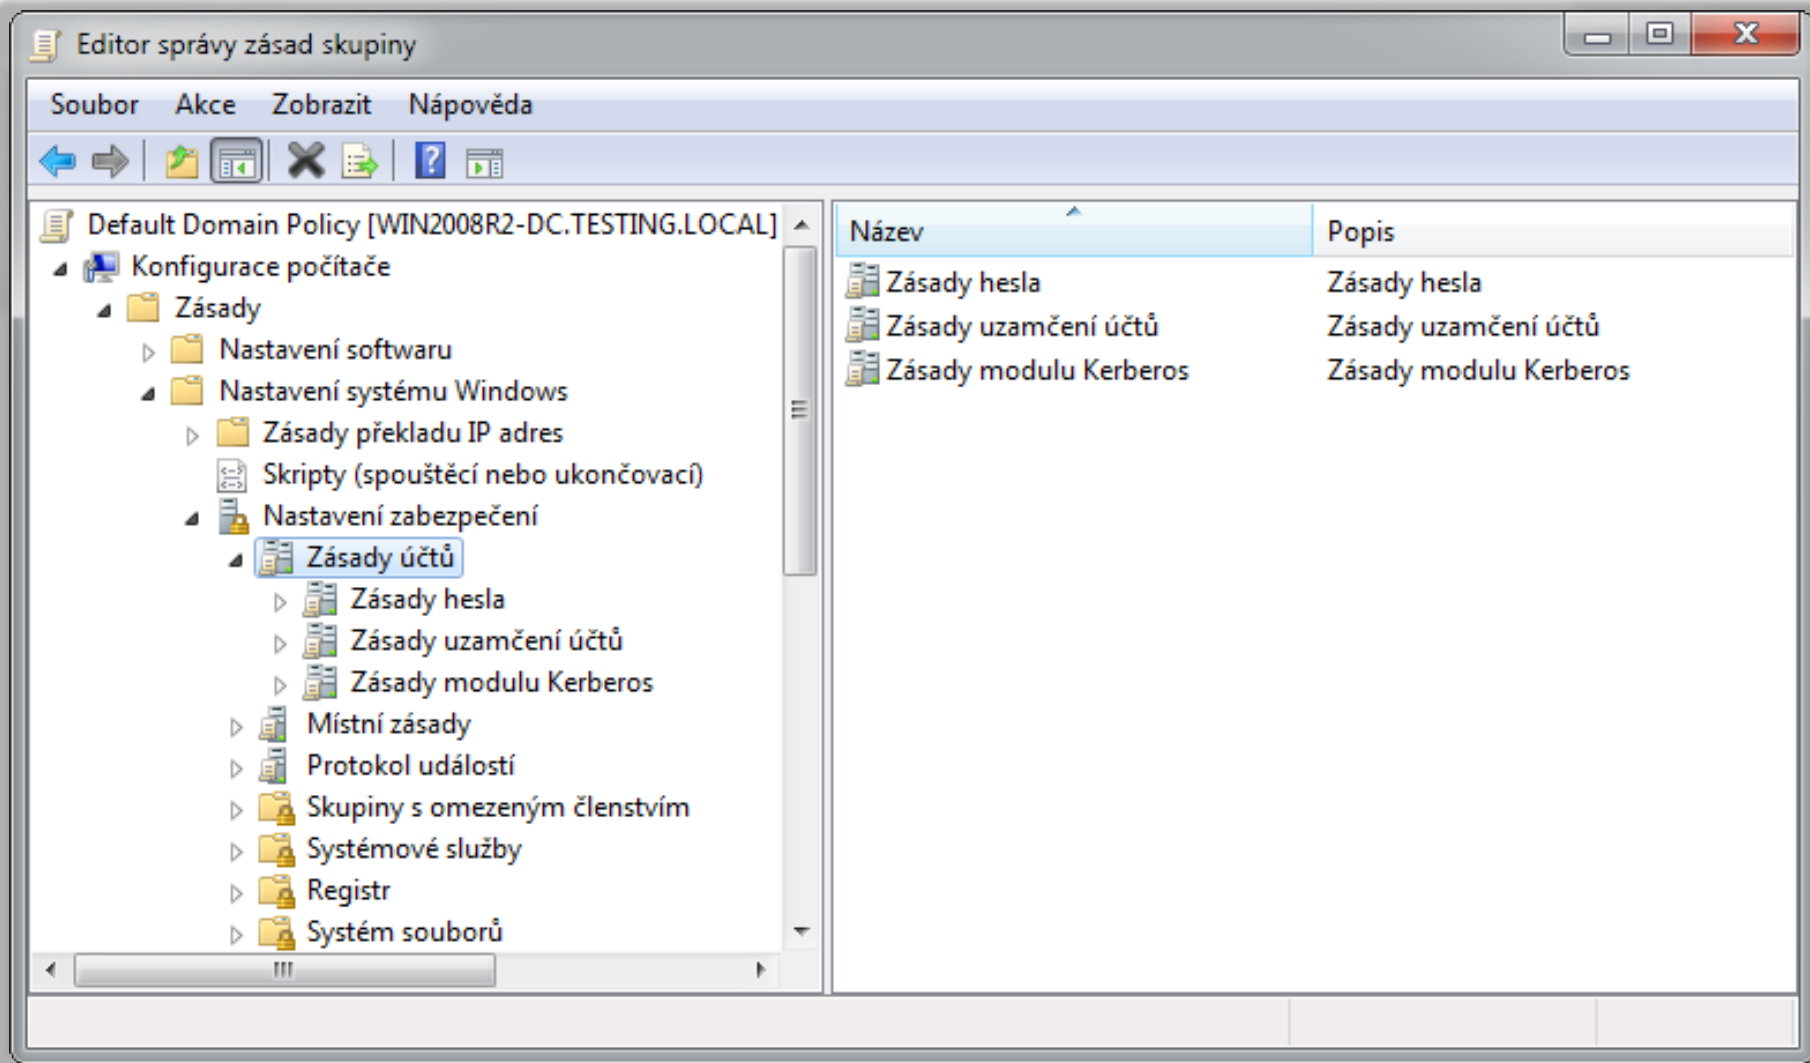 Editor správy zásad skupiny
Soubor Akce Zobrazit Nápověda
Default Domain Policy [WIN2008R2-DC.TESTING.LOCAL]
Konfigurace počítače
Zásady
Nastavení softwaru
Nastavení systému Windows
Zásady překladu IP adres
Skripty (spouštěcí nebo ukončovací)
Nastavení zabezpečení
Zásady účtů
Zásady hesla
Zásady uzamčení účtů
Zásady modulu Kerberos
Místní zásady
Protokol událostí
Skupiny s omezeným členstvím
Systémové služby
Registr
Systém souborů
Název Popis
Zásady hesla Zásady hesla
Zásady uzamčení účtů Zásady uzamčení účtů
Zásady modulu Kerberos Zásady modulu Kerberos